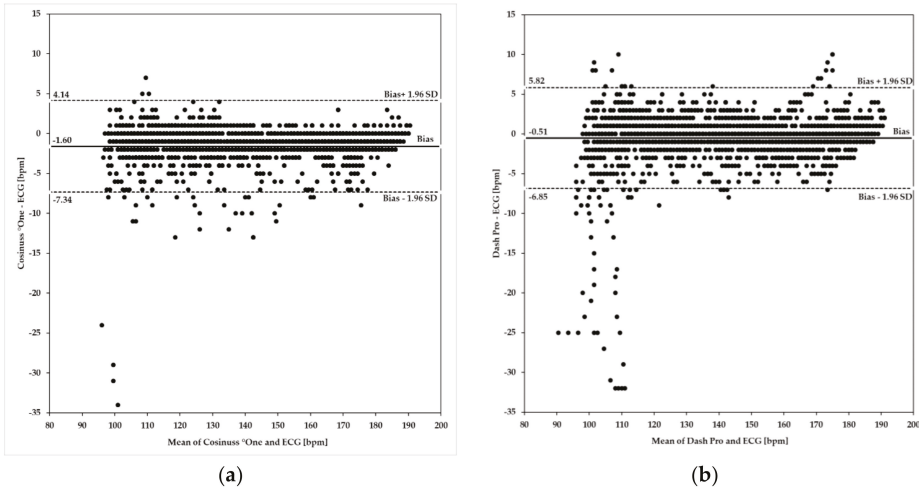 15
10
5
0
-5
-10
-15
-20
-25
-30
-35
4.14
-1.60
-7.34
Bias+ 1.96 SD
Bias
Bias - 1.96 SD
Cosinuss °One - ECG [bpm]
80 90 100 110 120 130 140 150 160 170 180 190 200
Mean of Cosinuss °One and ECG [bpm]
(a)
15
10
5
0
-5
-10
-15
-20
-25
-30
-35
5.82
-0.51
-6.85
Bias + 1.96 SD
Bias
Bias - 1.96 SD
Dash Pro - ECG [bpm]
80 90 100 110 120 130 140 150 160 170 180 190 200
Mean of Dash Pro and ECG [bpm]
(b)